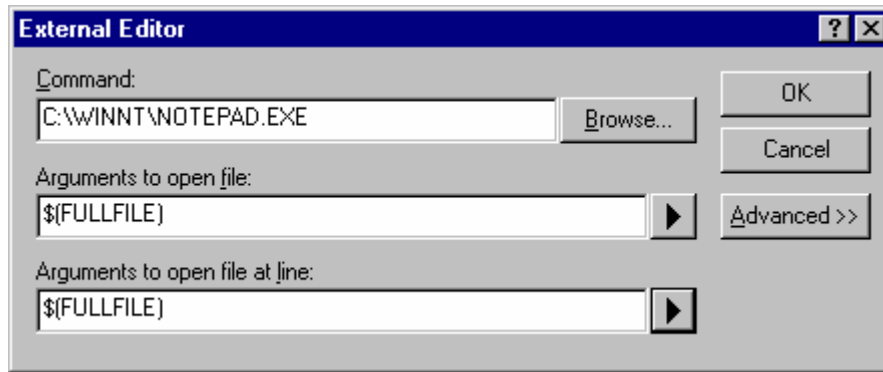 External Editor
Command:
C:\WINNT\NOTEPAD.EXE
Browse...
OK
Cancel
Arguments to open file:
$(FULLFILE)
Advanced >>
Arguments to open file at line:
$(FULLFILE)